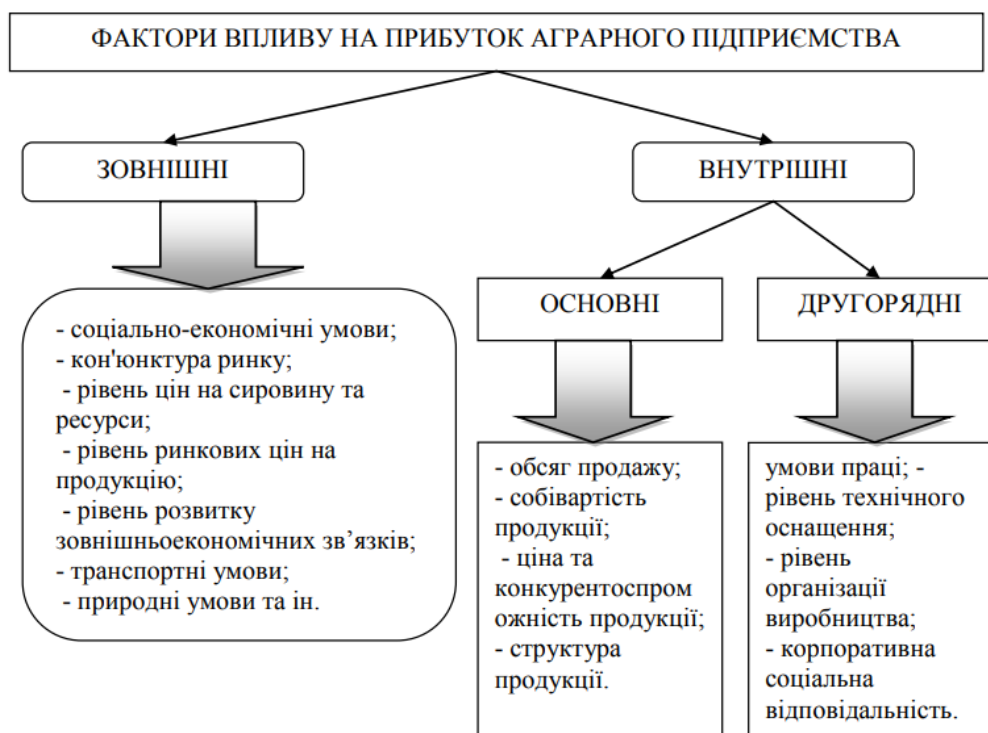 ФАКТОРИ ВПЛИВУ НА ПРИБУТОК АГРАРНОГО ПІДПРИЄМСТВА
ЗОВНІШНІ
ВНУТРІШНІ
- соціально-економічні умови;
- кон'юнктура ринку;
- рівень цін на сировину та
ресурси;
- рівень ринкових цін на
продукцію;
- рівень розвитку
зовнішньоекономічних зв’язків;
- транспортні умови;
- природні умови та ін.
ОСНОВНІ
- обсяг продажу;
- собівартість
продукції;
- ціна та
конкурентоспром
ожність продукції;
- структура
продукції.
ДРУГОРЯДНІ
умови праці; -
рівень технічного
оснащення;
- рівень
організації
виробництва;
- корпоративна
соціальна
відповідальність.